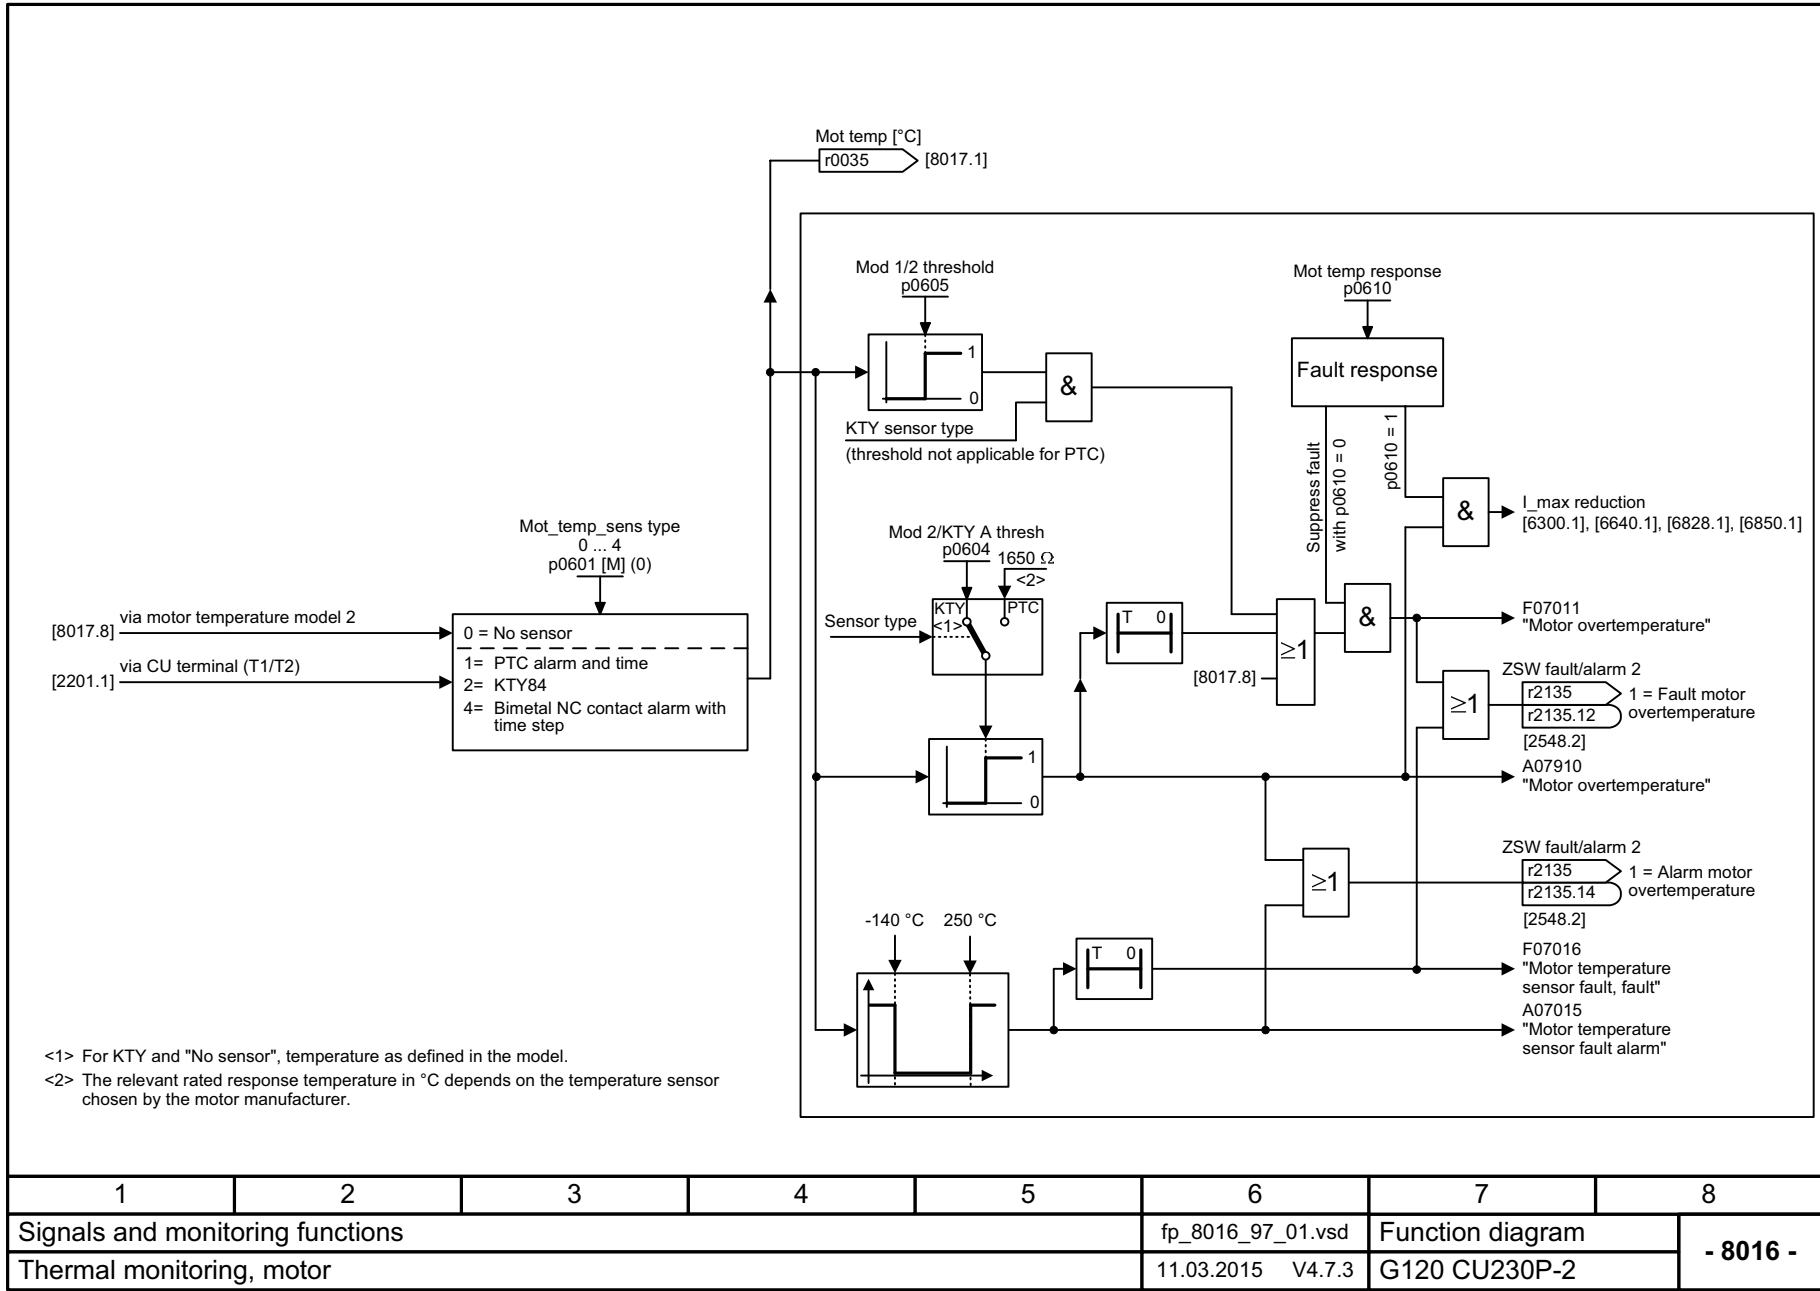 Mot temp [°C]
r0035
[8017.1]
Mod 1/2 threshold
p0605
1
0
&
KTY sensor type
(threshold not applicable for PTC)
Mot temp response
p0610
Fault response
Suppress fault
with p0610 = 0
p0610 = 1
&
I_max reduction
[6300.1], [6640.1], [6828.1], [6850.1]
Mot_temp_sens type
0 ... 4
p0601 [M] (0)
[8017.8]
via motor temperature model 2
[2201.1]
via CU terminal (T1/T2)
0 = No sensor
1= PTC alarm and time
2= KTY84
4= Bimetal NC contact alarm with
time step
Mod 2/KTY A thresh
p0604
1650 Ω
<2>
Sensor type
KTY
<1>
PTC
T 0
[8017.8]
≥1
&
F07011
"Motor overtemperature"
ZSW fault/alarm 2
r2135
r2135.12
1 = Fault motor
overtemperature
[2548.2]
≥1
1
0
A07910
"Motor overtemperature"
ZSW fault/alarm 2
r2135
r2135.14
1 = Alarm motor
overtemperature
[2548.2]
≥1
-140 °C
250 °C
T 0
F07016
"Motor temperature
sensor fault, fault"
A07015
"Motor temperature
sensor fault alarm"
<1> For KTY and "No sensor", temperature as defined in the model.
<2> The relevant rated response temperature in °C depends on the temperature sensor
chosen by the motor manufacturer.
1 2 3 4 5 6 7 8
Signals and monitoring functions
fp_8016_97_01.vsd
Function diagram
- 8016 -
Thermal monitoring, motor
11.03.2015 V4.7.3
G120 CU230P-2